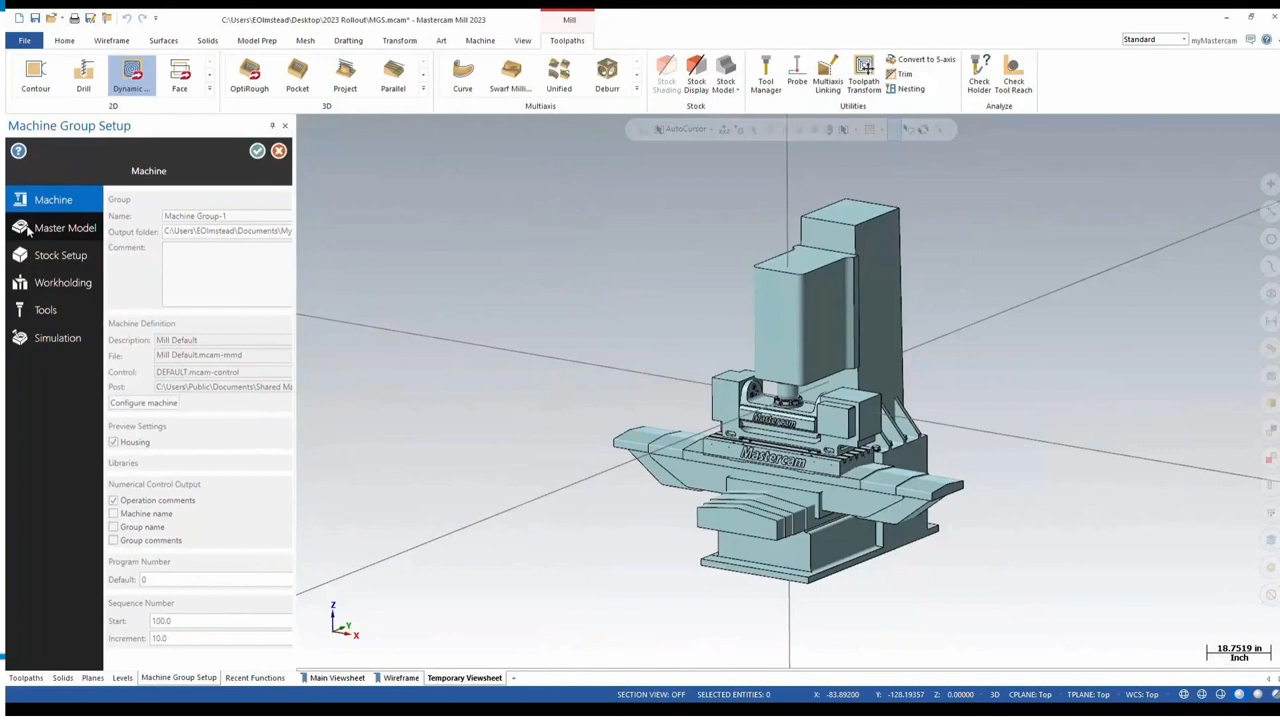 C:\Users\EOlmstead\Desktop\2023 Rollout\MGS.mcam* - Mastercam Mill 2023
Mill
File Home Wireframe Surfaces Solids Model Prep Mesh Drafting Transform Art Machine View Toolpaths
Standard myMastercam
Contour Drill Dynamic ... Face OptiRough Pocket Project Parallel Curve Swarf Milli... Unified Deburr
Stock Shading Stock Display Stock Model Tool Manager Probe Multiaxis Linking Toolpath Transform
Convert to 5-axis
Trim
Nesting
Check Holder Check Tool Reach
2D 3D Multiaxis Stock Utilities Analyze
Machine Group Setup
AutoCursor
Machine
Machine
Master Model
Stock Setup
Workholding
Tools
Simulation
Group
Name: Machine Group-1
Output folder: C:\Users\EOlmstead\Documents\My
Comment:
Machine Definition
Description: Mill Default
File: Mill Default.mcam-mmd
Control: DEFAULT.mcam-control
Post: C:\Users\Public\Documents\Shared Ma
Configure machine
Preview Settings
Housing
Libraries
Numerical Control Output
Operation comments
Machine name
Group name
Group comments
Program Number
Default: 0
Sequence Number
Start: 100.0
Increment: 10.0
Mastercam
Mastercam
Z
Y
X
18.7519 in
Inch
Toolpaths Solids Planes Levels Machine Group Setup Recent Functions Main Viewsheet Wireframe Temporary Viewsheet +
SECTION VIEW: OFF SELECTED ENTITIES: 0 X: -83.89200 Y: -128.19357 Z: 0.00000 3D CPLANE: Top TPLANE: Top WCS: Top